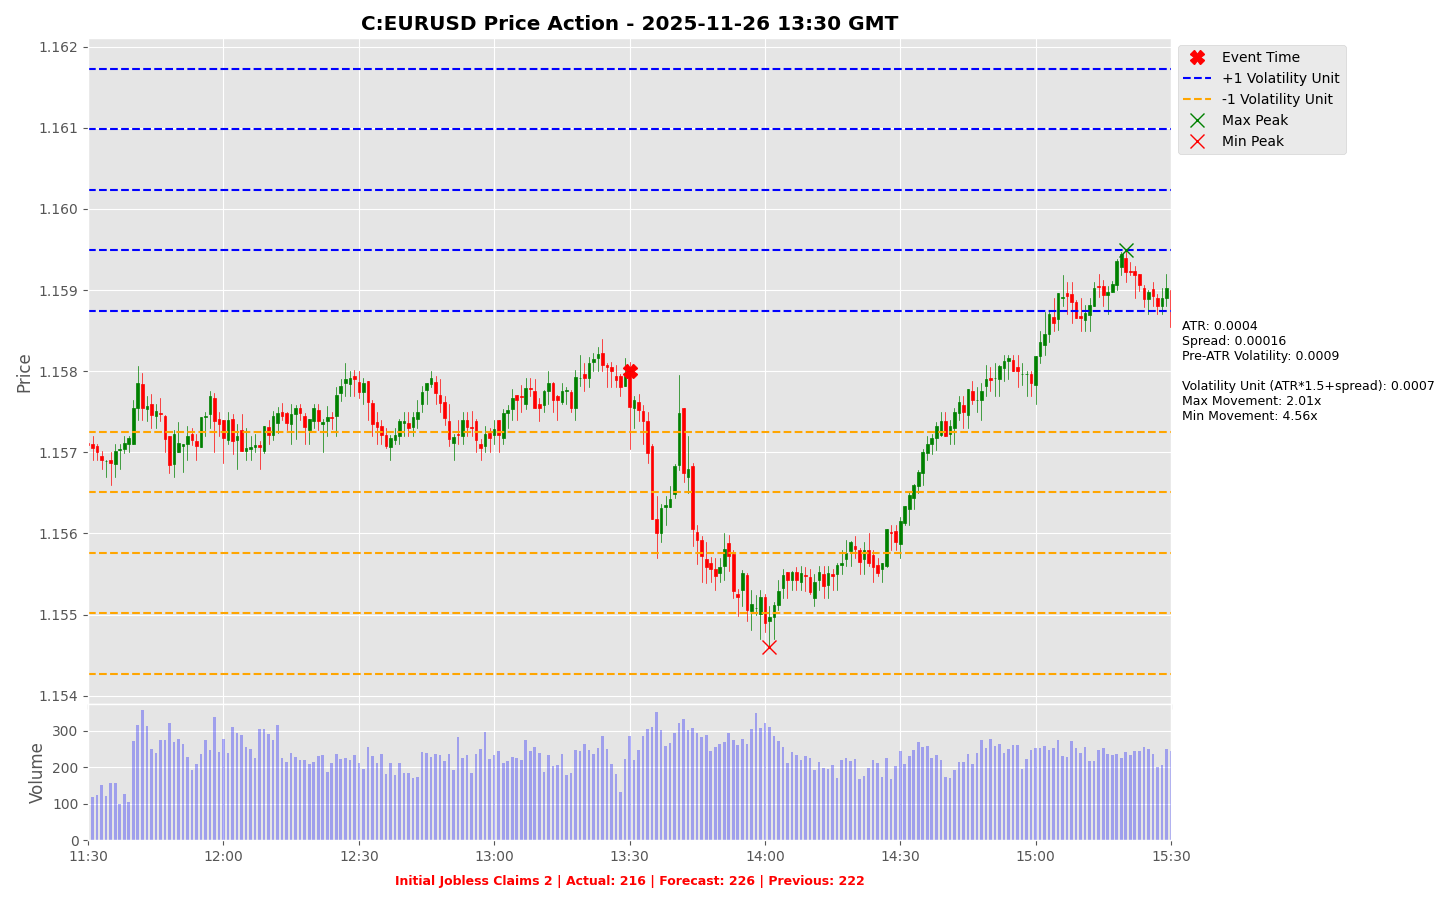 C:EURUSD Price Action - 2025-11-26 13:30 GMT
1.162
1.161
1.160
1.159
1.158
1.157
1.156
1.155
1.154
Price
Event Time
+1 Volatility Unit
-1 Volatility Unit
Max Peak
Min Peak
ATR: 0.0004
Spread: 0.00016
Pre-ATR Volatility: 0.0009
Volatility Unit (ATR*1.5+spread): 0.0007
Max Movement: 2.01x
Min Movement: 4.56x
300
200
100
0
Volume
11:30 12:00 12:30 13:00 13:30 14:00 14:30 15:00 15:30
Initial Jobless Claims 2 | Actual: 216 | Forecast: 226 | Previous: 222